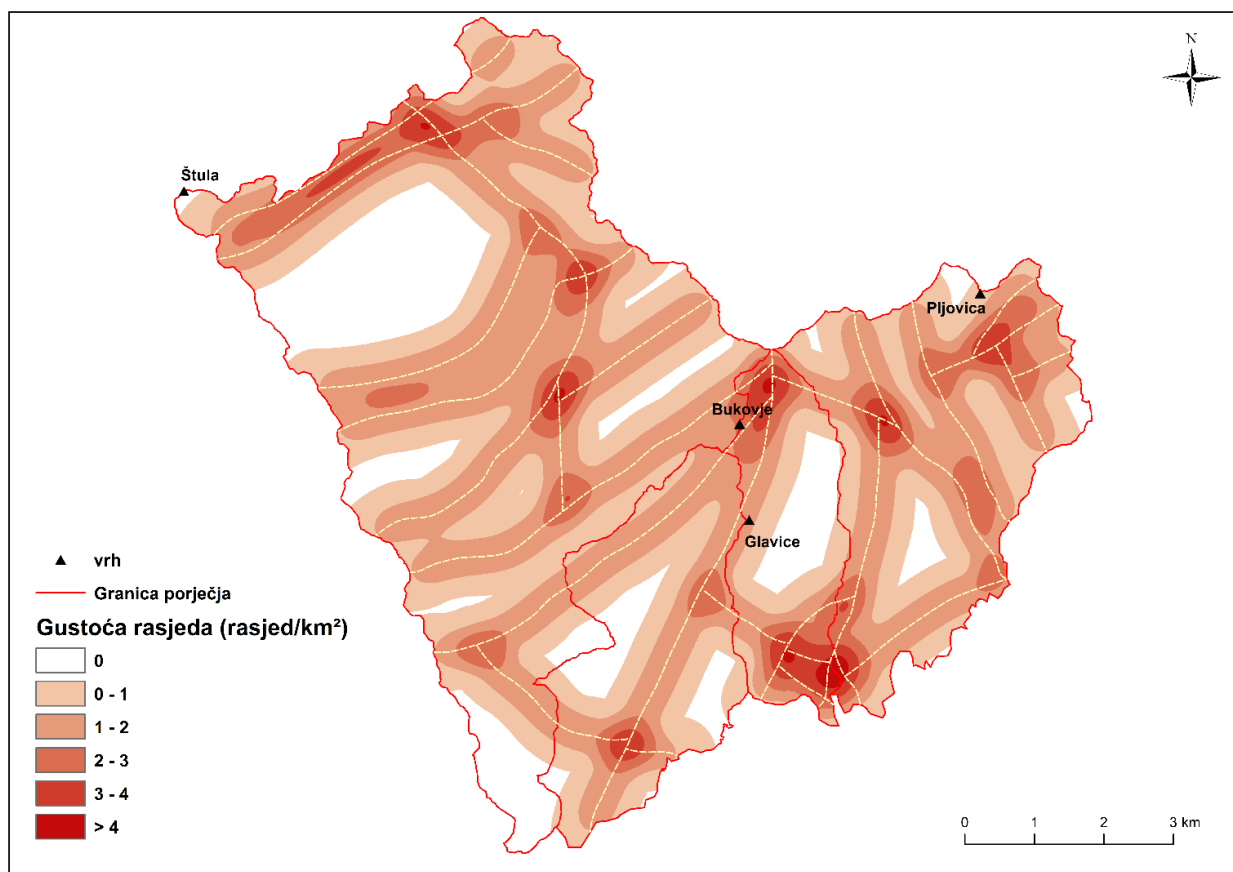 N
Štula
Pljovica
Bukovje
Glavice
vrh
Granica porječja
Gustoća rasjeda (rasjed/km²)
0
0 - 1
1 - 2
2 - 3
3 - 4
> 4
0 1 2 3 km